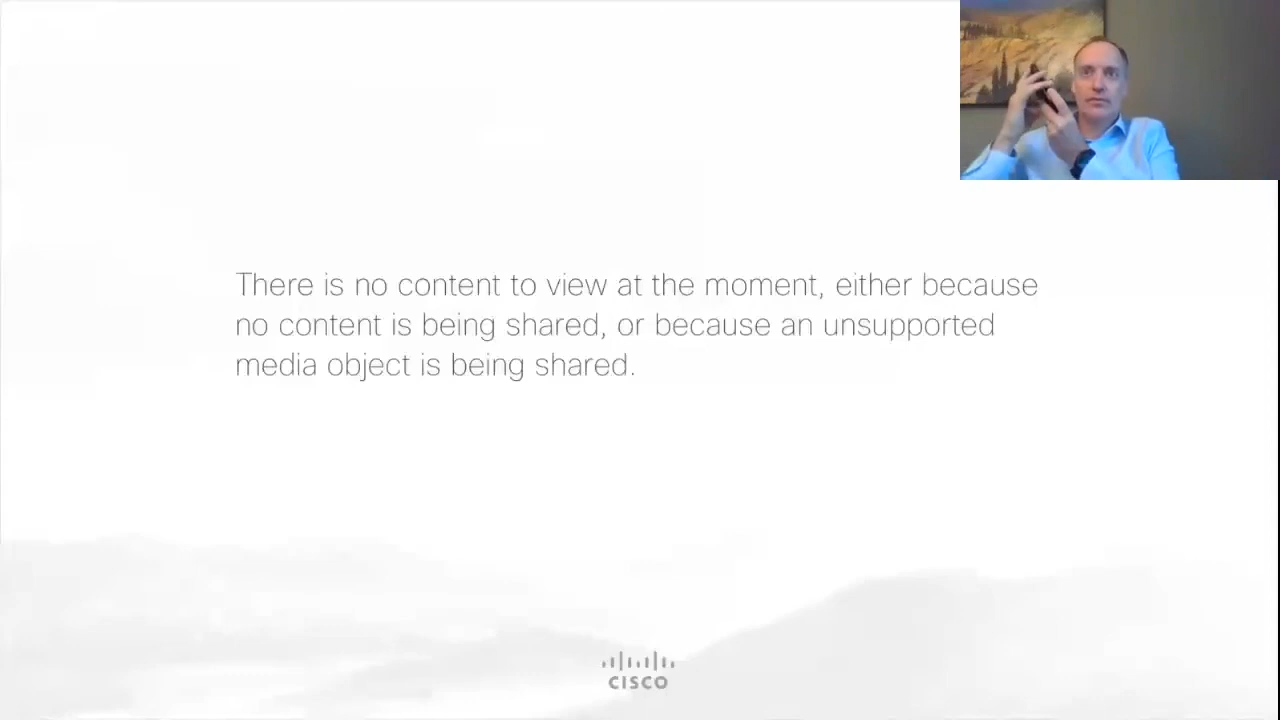 There is no content to view at the moment, either because
no content is being shared, or because an unsupported
media object is being shared.
CISCO